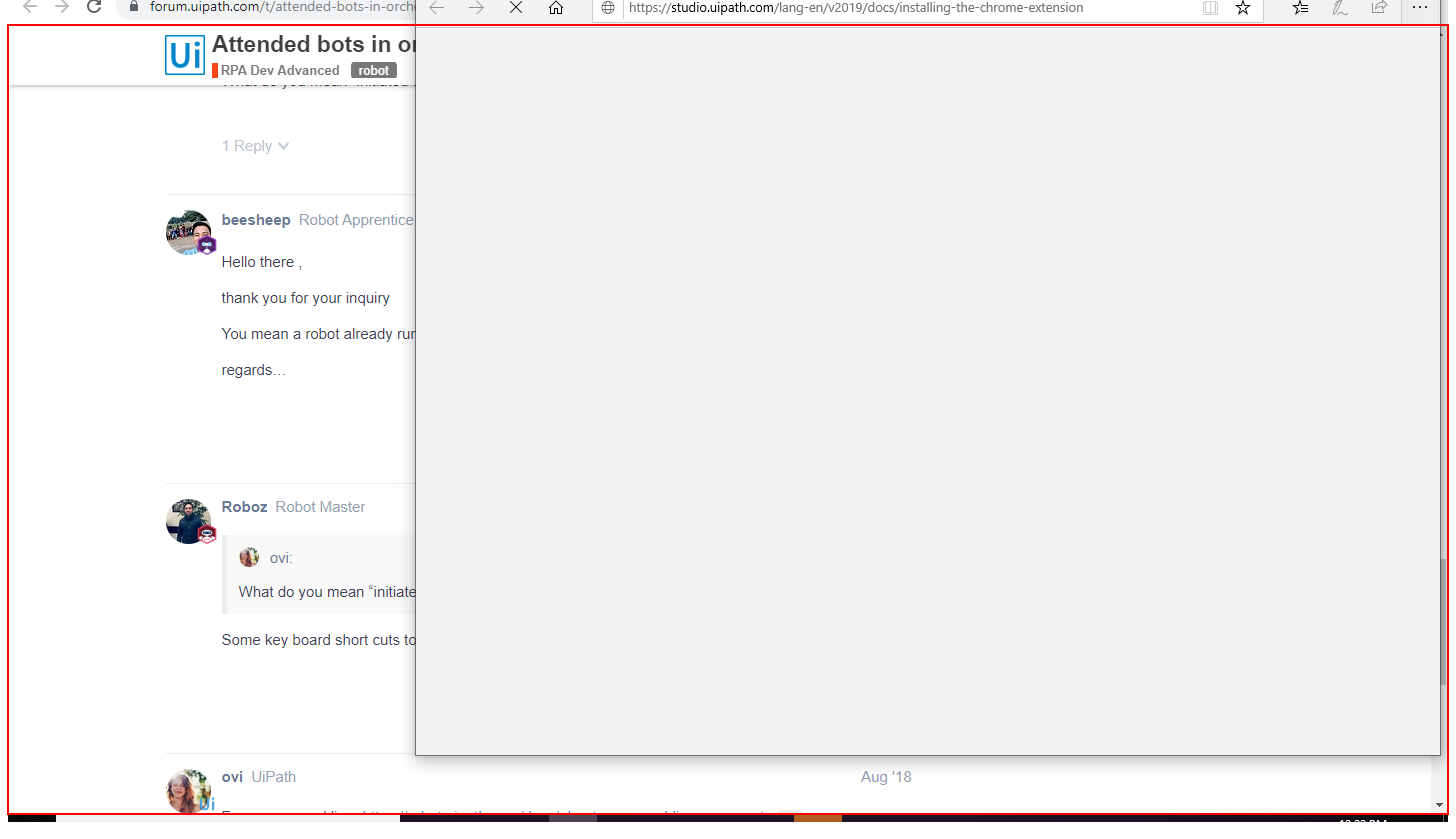 forum.uipath.com/t/attended-bots-in-orche
https://studio.uipath.com/lang-en/v2019/docs/installing-the-chrome-extension
Ui
Attended bots in or
RPA Dev Advanced robot
What do you mean “initiated
1 Reply
beesheep Robot Apprentice
Hello there ,
thank you for your inquiry
You mean a robot already run
regards…
Roboz Robot Master
ovi:
What do you mean “initiate
Some key board short cuts to
ovi UiPath Aug '18
Ui